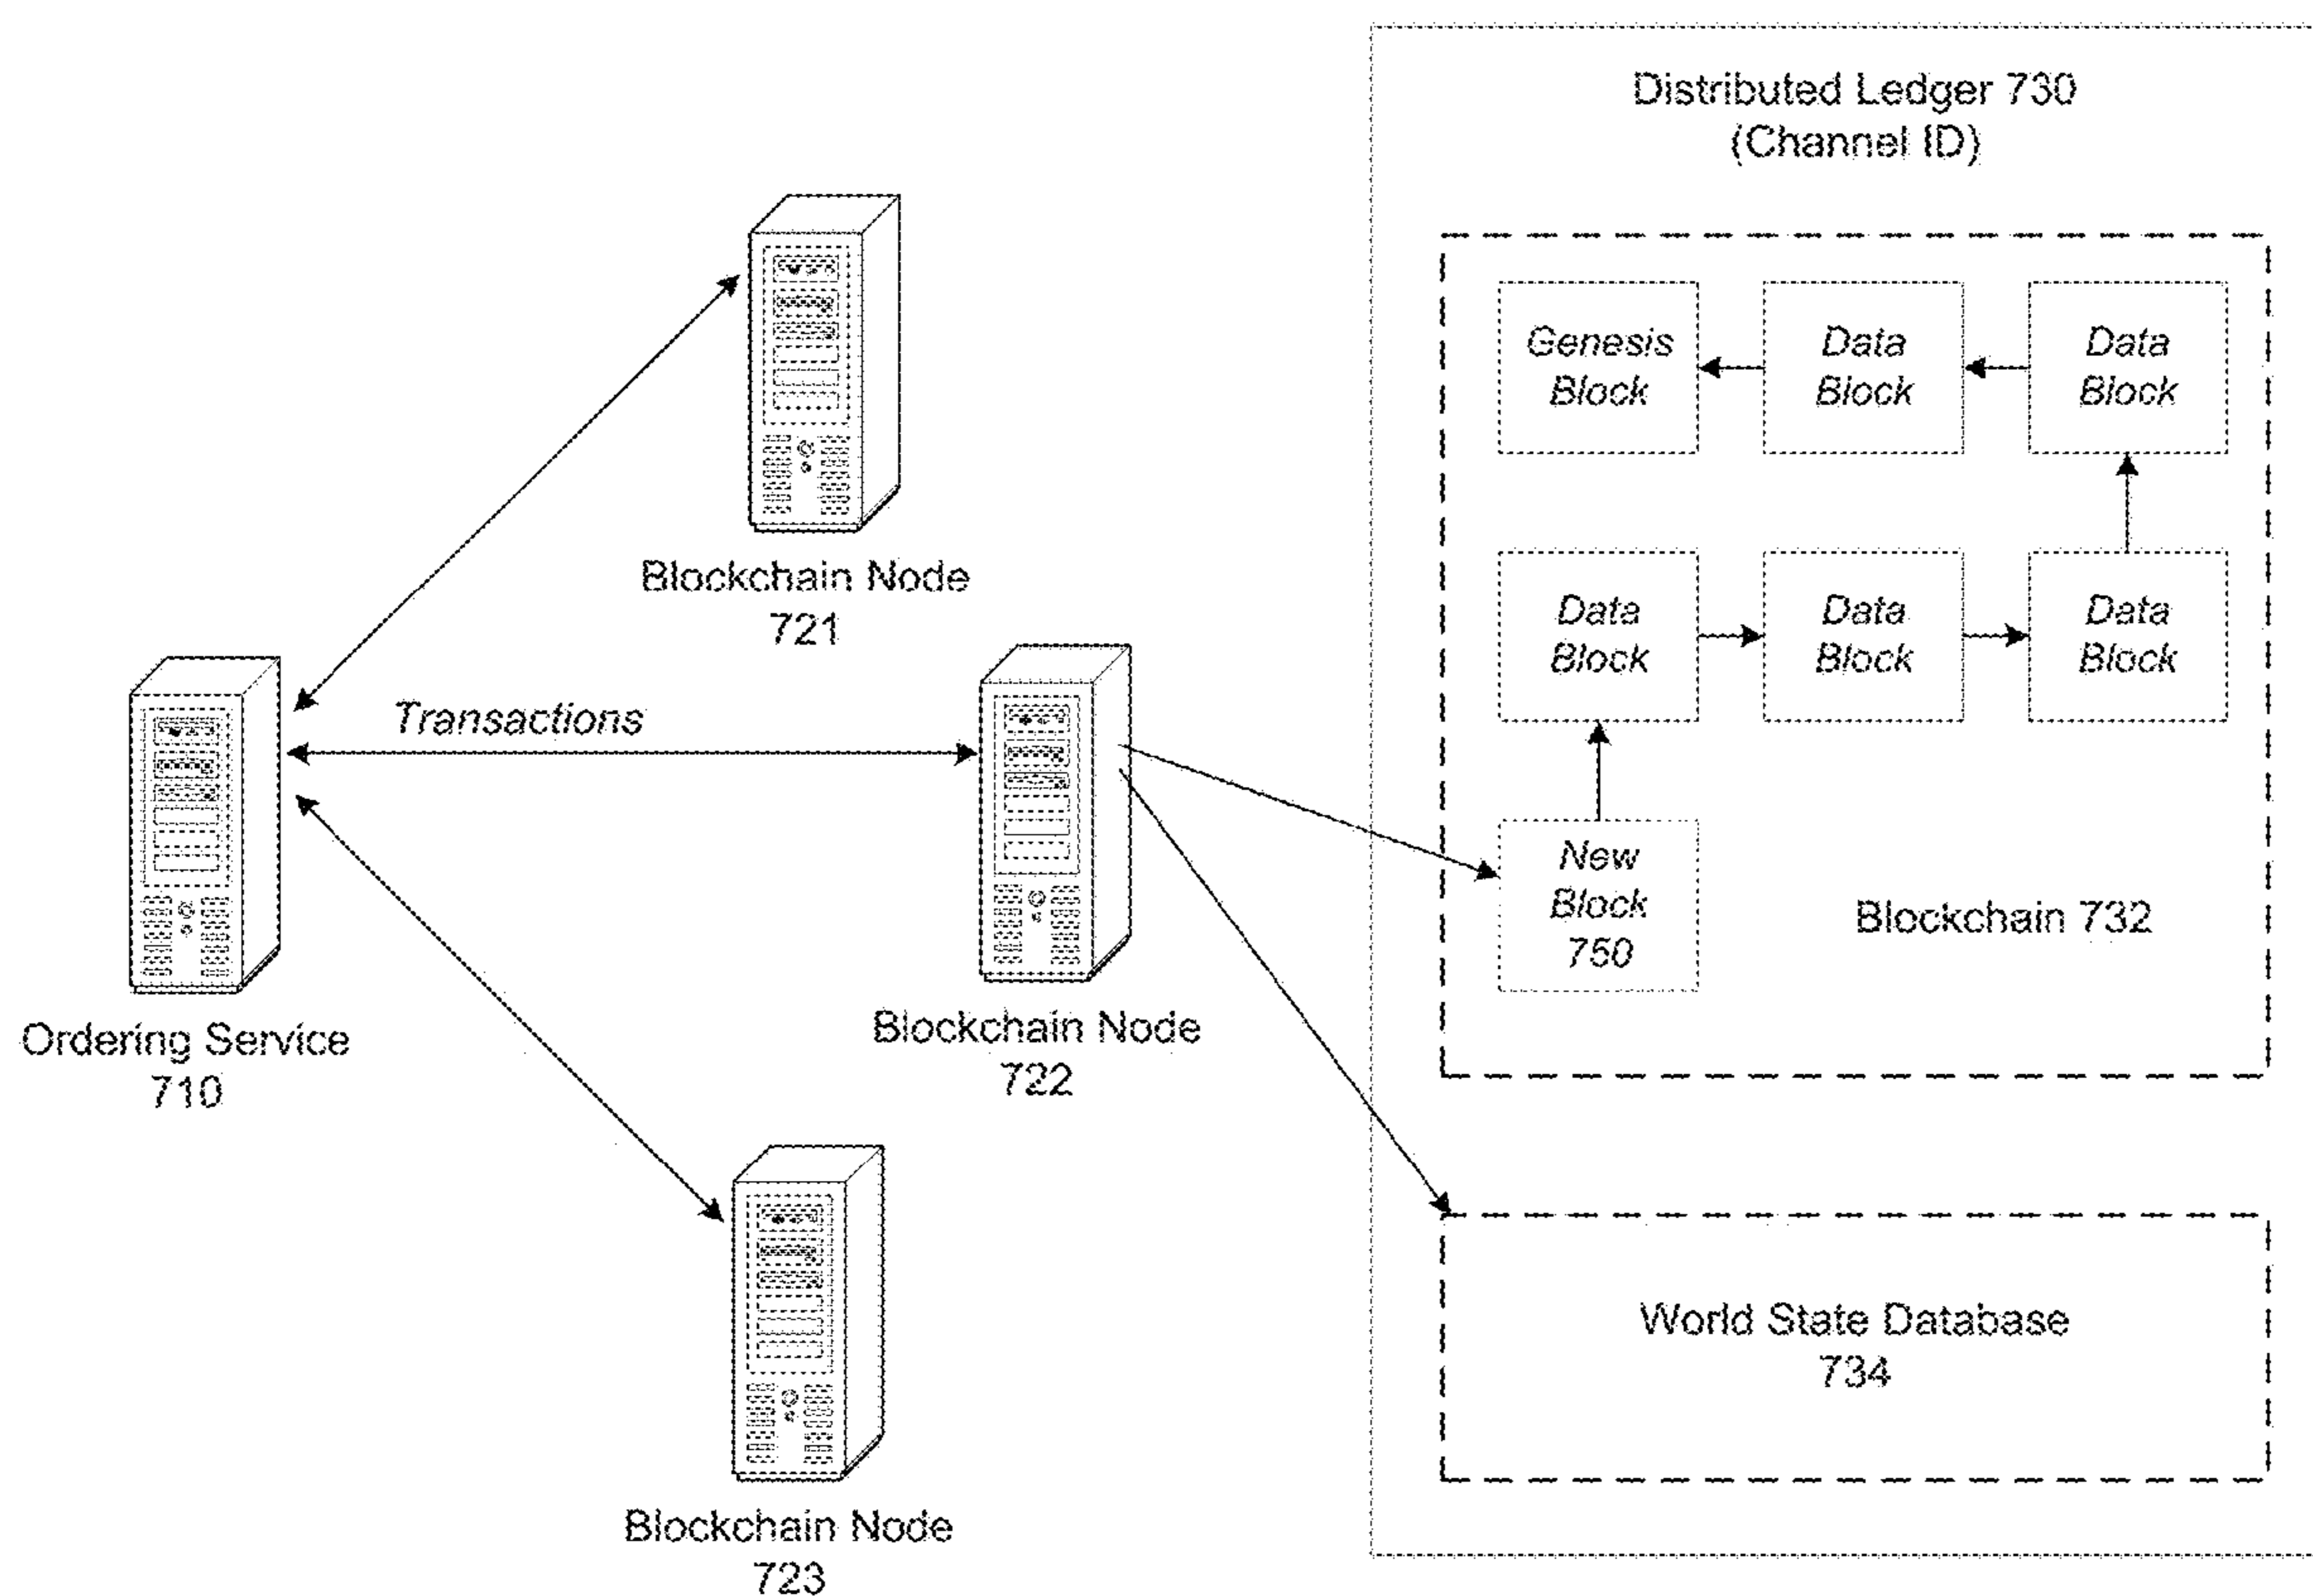 Distributed Ledger 730
(Channel ID)
Genesis
Block
Data
Block
Data
Block
Blockchain Node
721
Data
Block
Data
Block
Data
Block
Transactions
New
Block
750
Blockchain 732
Ordering Service
710
Blockchain Node
722
World State Database
734
Blockchain Node
723